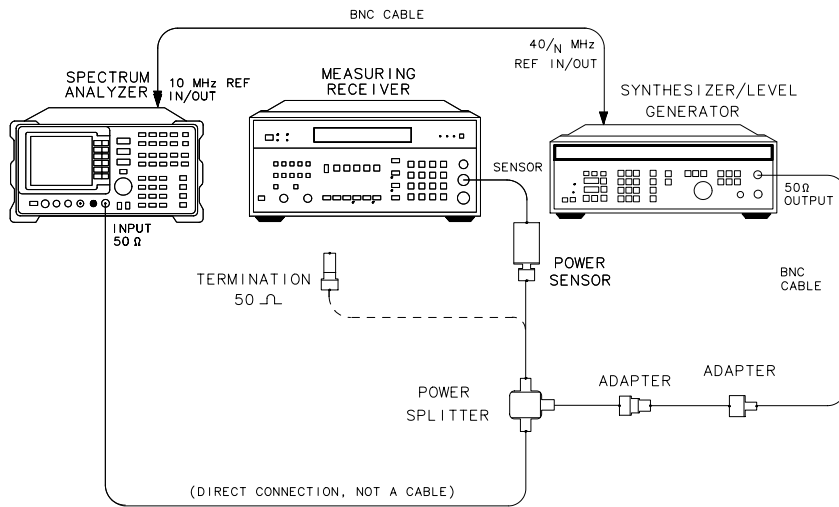 BNC CABLE
40/N MHz
REF IN/OUT
SPECTRUM
ANALYZER
10 MHz REF
IN/OUT
MEASURING
RECEIVER
SYNTHESIZER/LEVEL
GENERATOR
SENSOR
50Ω
OUTPUT
INPUT
50 Ω
TERMINATION
50 Ω
POWER
SENSOR
BNC
CABLE
POWER
SPLITTER
ADAPTER
ADAPTER
(DIRECT CONNECTION, NOT A CABLE)